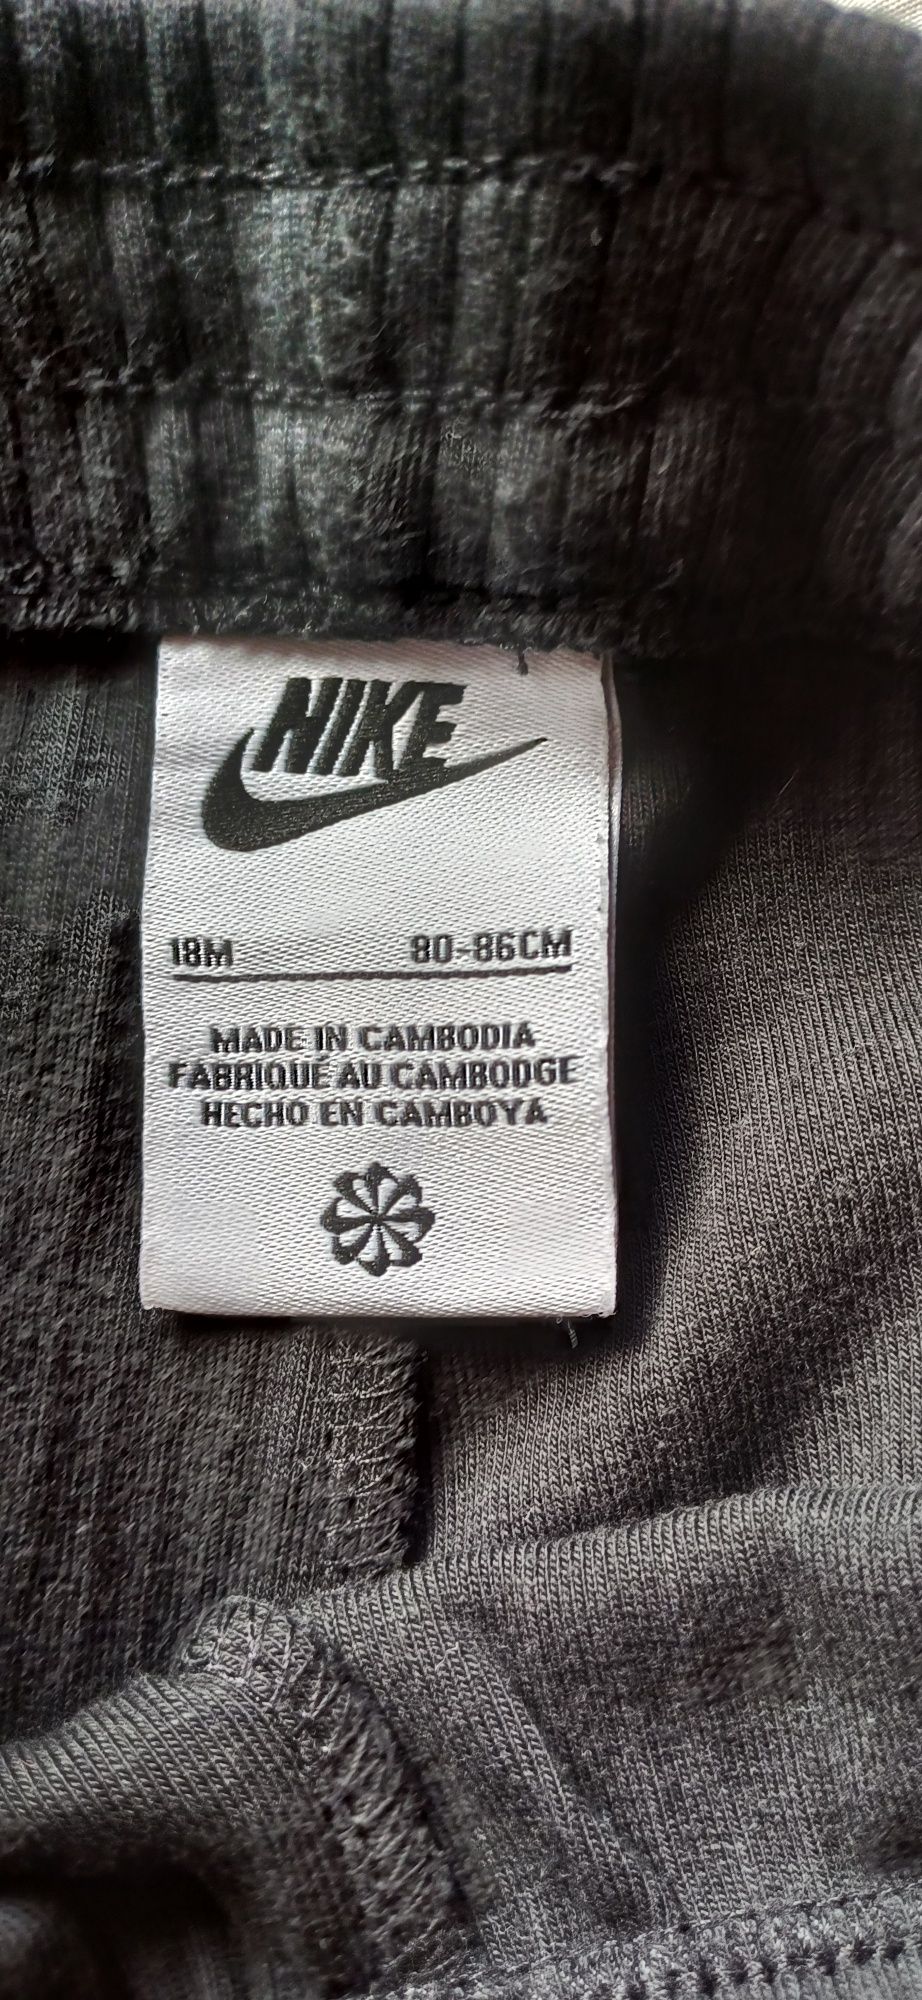 NIKE
18M 80-86CM
MADE IN CAMBODIA
FABRIQUÉ AU CAMBODGE
HECHO EN CAMBOYA